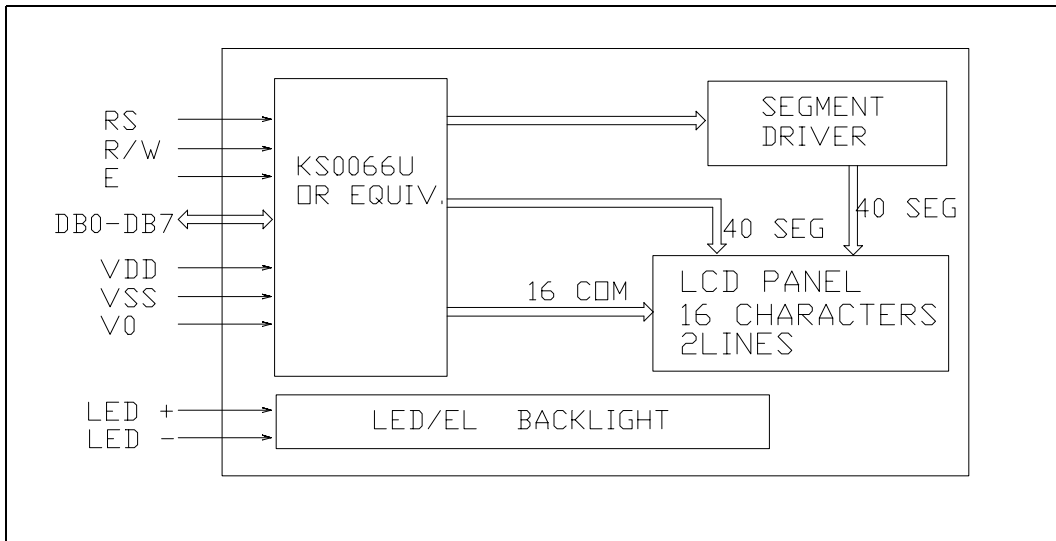 RS
R/W
E
DB0-DB7
VDD
VSS
V0
LED +
LED -
KS0066U
OR EQUIV.
SEGMENT
DRIVER
40 SEG
40 SEG
16 COM
LCD PANEL
16 CHARACTERS
2LINES
LED/EL BACKLIGHT